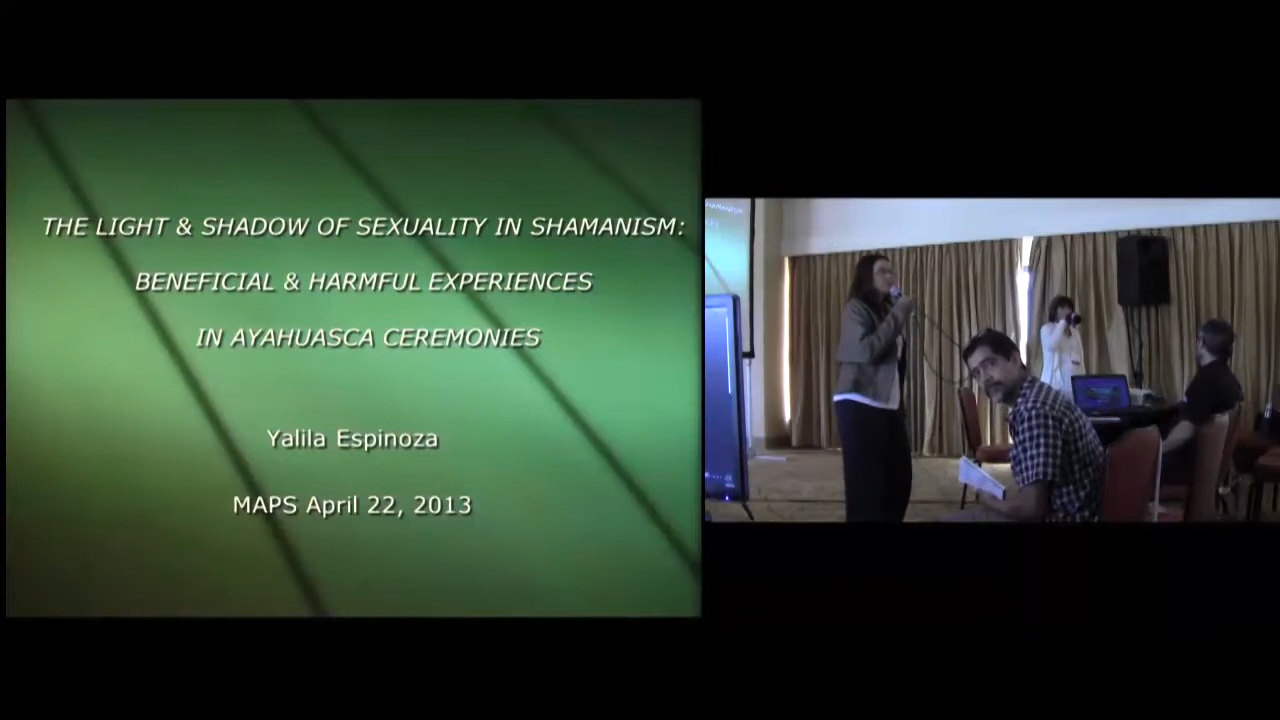 THE LIGHT & SHADOW OF SEXUALITY IN SHAMANISM:
BENEFICIAL & HARMFUL EXPERIENCES
IN AYAHUASCA CEREMONIES
Yalila Espinoza
MAPS April 22, 2013